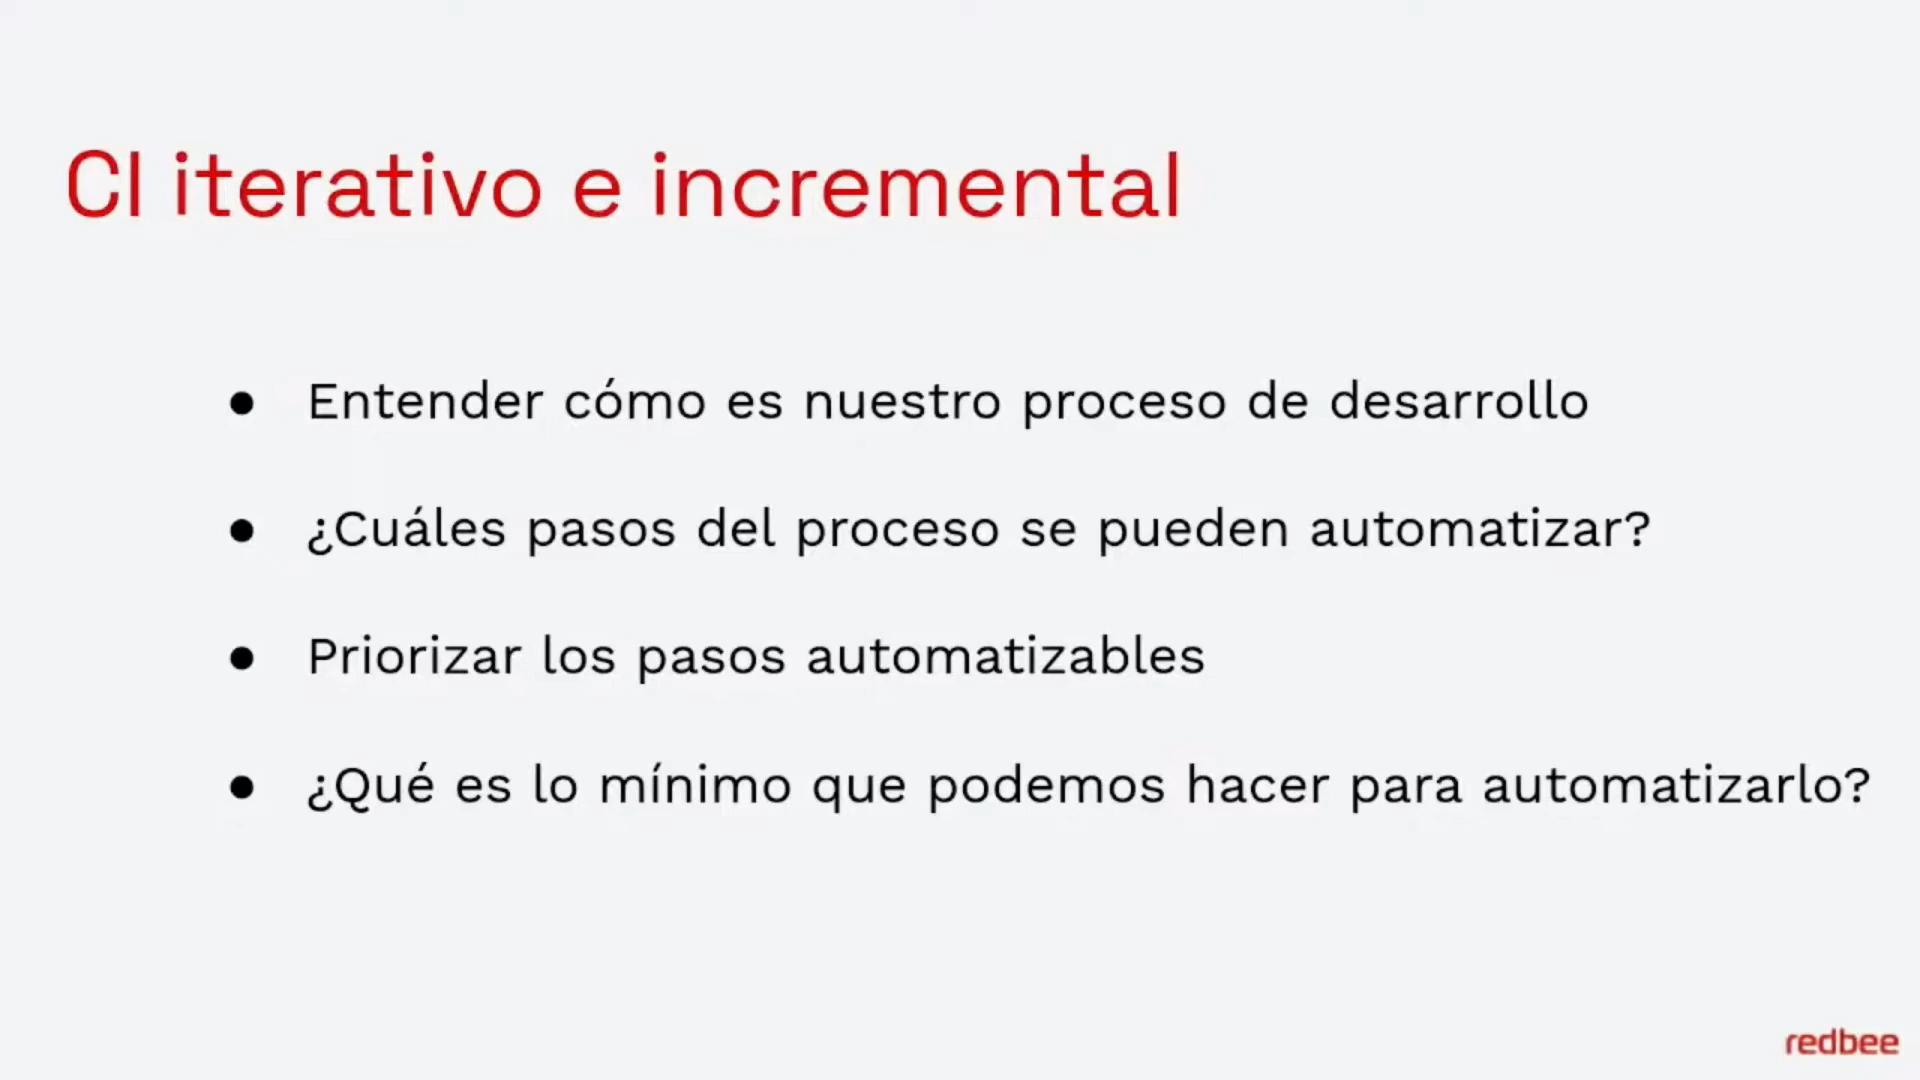 CI iterativo e incremental
● Entender cómo es nuestro proceso de desarrollo
● ¿Cuáles pasos del proceso se pueden automatizar?
● Priorizar los pasos automatizables
● ¿Qué es lo mínimo que podemos hacer para automatizarlo?
redbee